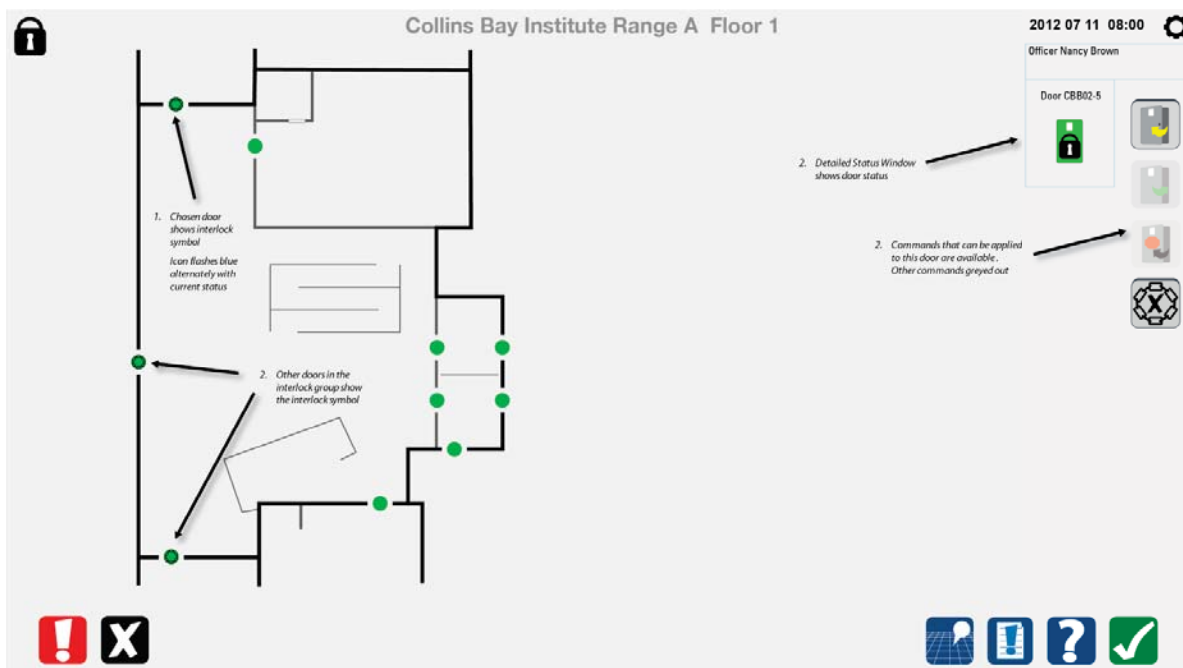 Collins Bay Institute Range A Floor 1
2012 07 11 08:00
Officer Nancy Brown
Door CBB02-5
2. Detailed Status Window
shows door status
1. Chosen door
shows interlock
symbol
Icon flashes blue
alternately with
current status
2. Commands that can be applied
to this door are available.
Other commands greyed out
2. Other doors in the
interlock group show
the interlock symbol
X
! X ! ?